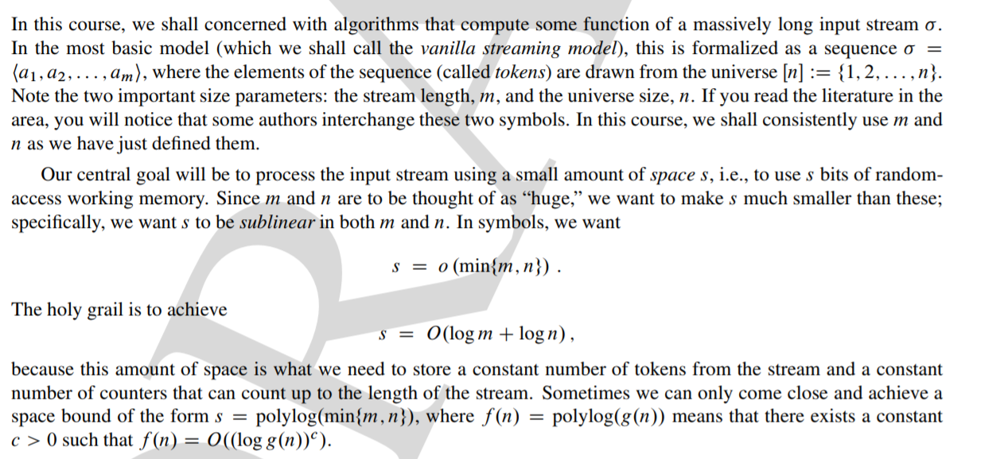 In this course, we shall concerned with algorithms that compute some function of a massively long input stream σ.
In the most basic model (which we shall call the vanilla streaming model), this is formalized as a sequence σ =
⟨a₁, a₂, . . . , aₘ⟩, where the elements of the sequence (called tokens) are drawn from the universe [n] := {1, 2, . . . , n}.
Note the two important size parameters: the stream length, m, and the universe size, n. If you read the literature in the
area, you will notice that some authors interchange these two symbols. In this course, we shall consistently use m and
n as we have just defined them.
Our central goal will be to process the input stream using a small amount of space s, i.e., to use s bits of random-
access working memory. Since m and n are to be thought of as “huge,” we want to make s much smaller than these;
specifically, we want s to be sublinear in both m and n. In symbols, we want
s = o (min{m, n}) .
The holy grail is to achieve
s = O(log m + log n) ,
because this amount of space is what we need to store a constant number of tokens from the stream and a constant
number of counters that can count up to the length of the stream. Sometimes we can only come close and achieve a
space bound of the form s = polylog(min{m, n}), where f(n) = polylog(g(n)) means that there exists a constant
c > 0 such that f(n) = O((log g(n))ᶜ).